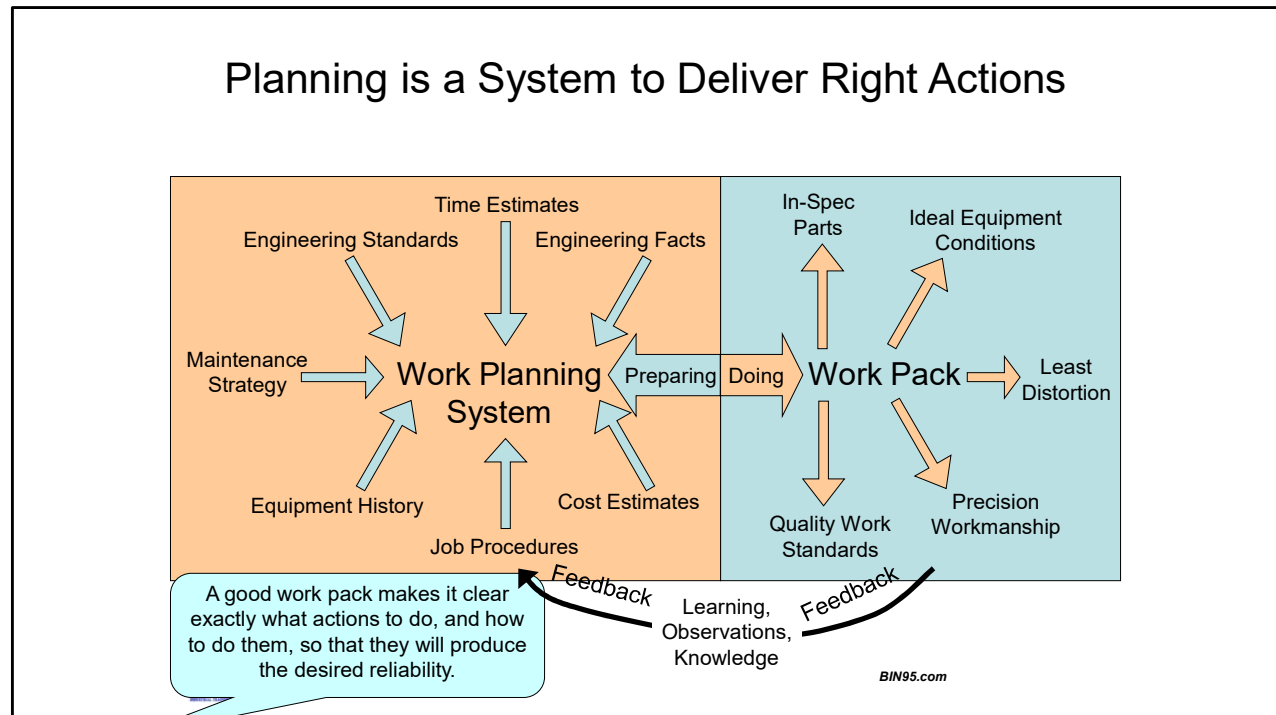 Planning is a System to Deliver Right Actions
Time Estimates
Engineering Standards
Engineering Facts
Maintenance
Strategy
Work Planning
System
Equipment History
Cost Estimates
Job Procedures
Preparing
Doing
In-Spec
Parts
Ideal Equipment
Conditions
Work Pack
Least
Distortion
Precision
Workmanship
Quality Work
Standards
Feedback
Learning,
Observations,
Knowledge
Feedback
A good work pack makes it clear
exactly what actions to do, and how
to do them, so that they will produce
the desired reliability.
BIN95.com